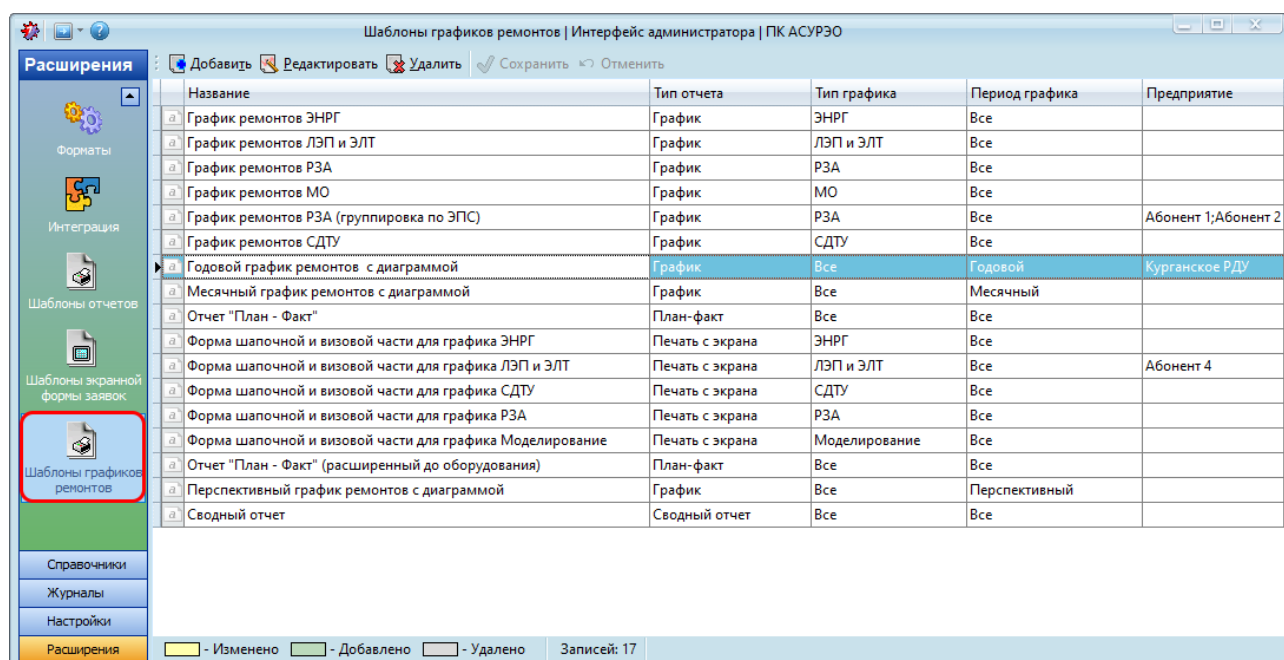 Шаблоны графиков ремонтов | Интерфейс администратора | ПК АСУРЭО
Расширения
Добавить Редактировать Удалить Сохранить Отменить
Название Тип отчета Тип графика Период графика Предприятие
График ремонтов ЭНРГ График ЭНРГ Все
График ремонтов ЛЭП и ЭЛТ График ЛЭП и ЭЛТ Все
График ремонтов РЗА График РЗА Все
График ремонтов МО График МО Все
График ремонтов РЗА (группировка по ЭПС) График РЗА Все Абонент 1;Абонент 2
График ремонтов СДТУ График СДТУ Все
Годовой график ремонтов с диаграммой График Все Годовой Курганское РДУ
Месячный график ремонтов с диаграммой График Все Месячный
Отчет "План - Факт" План-факт Все Все
Форма шапочной и визовой части для графика ЭНРГ Печать с экрана ЭНРГ Все
Форма шапочной и визовой части для графика ЛЭП и ЭЛТ Печать с экрана ЛЭП и ЭЛТ Все Абонент 4
Форма шапочной и визовой части для графика СДТУ Печать с экрана СДТУ Все
Форма шапочной и визовой части для графика РЗА Печать с экрана РЗА Все
Форма шапочной и визовой части для графика Моделирование Печать с экрана Моделирование Все
Отчет "План - Факт" (расширенный до оборудования) План-факт Все Все
Перспективный график ремонтов с диаграммой График Все Перспективный
Сводный отчет Сводный отчет Все Все
Форматы
Интеграция
Шаблоны отчетов
Шаблоны экранной
формы заявок
Шаблоны графиков
ремонтов
Справочники
Журналы
Настройки
Расширения
- Изменено - Добавлено - Удалено Записей: 17